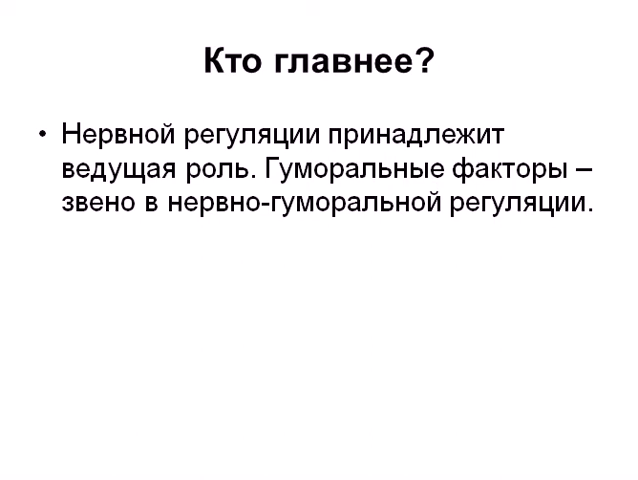 Кто главнее?
• Нервной регуляции принадлежит
ведущая роль. Гуморальные факторы –
звено в нервно-гуморальной регуляции.